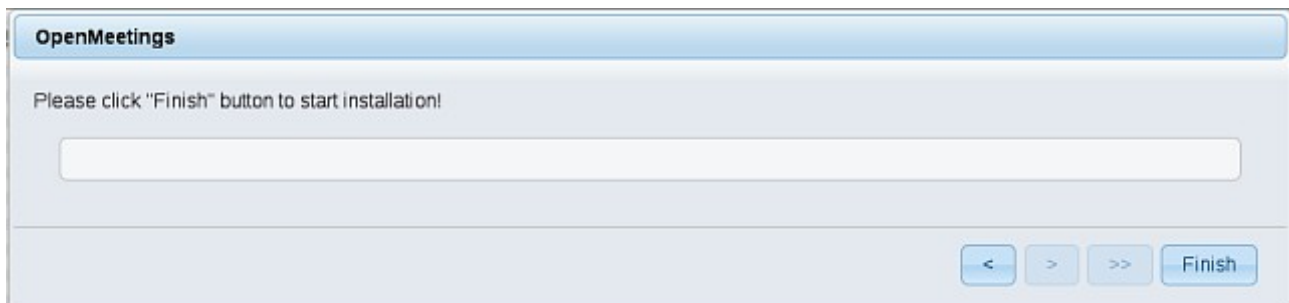 OpenMeetings
Please click "Finish" button to start installation!
< > >> Finish